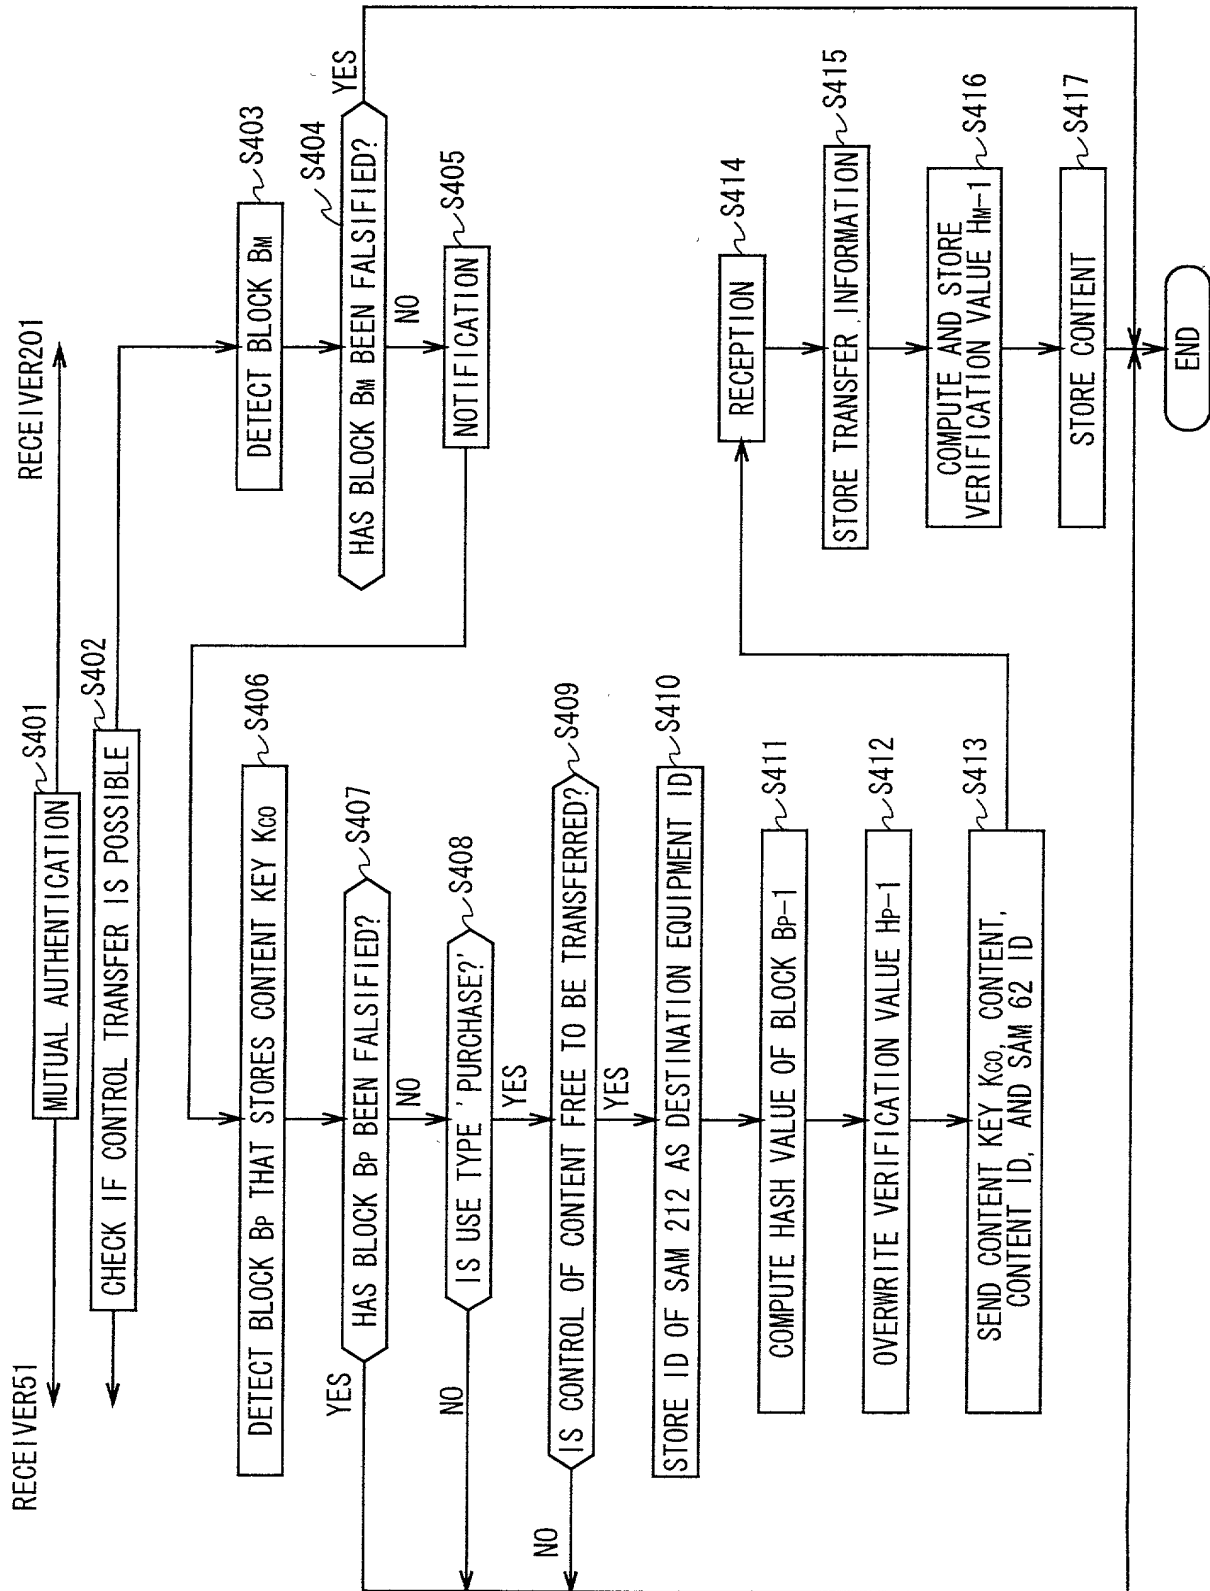 RECEIVER51
RECEIVER201
MUTUAL AUTHENTICATION
S401
CHECK IF CONTROL TRANSFER IS POSSIBLE
S402
DETECT BLOCK BM
S403
HAS BLOCK BM BEEN FALSIFIED?
S404
YES
NO
NOTIFICATION
S405
DETECT BLOCK BP THAT STORES CONTENT KEY KCO
S406
HAS BLOCK BP BEEN FALSIFIED?
S407
YES
NO
IS USE TYPE 'PURCHASE?'
S408
NO
YES
IS CONTROL OF CONTENT FREE TO BE TRANSFERRED?
S409
NO
YES
STORE ID OF SAM 212 AS DESTINATION EQUIPMENT ID
S410
COMPUTE HASH VALUE OF BLOCK BP-1
S411
OVERWRITE VERIFICATION VALUE HP-1
S412
SEND CONTENT KEY KCO, CONTENT,
CONTENT ID, AND SAM 62 ID
S413
RECEPTION
S414
STORE TRANSFER INFORMATION
S415
COMPUTE AND STORE
VERIFICATION VALUE HM-1
S416
STORE CONTENT
S417
END